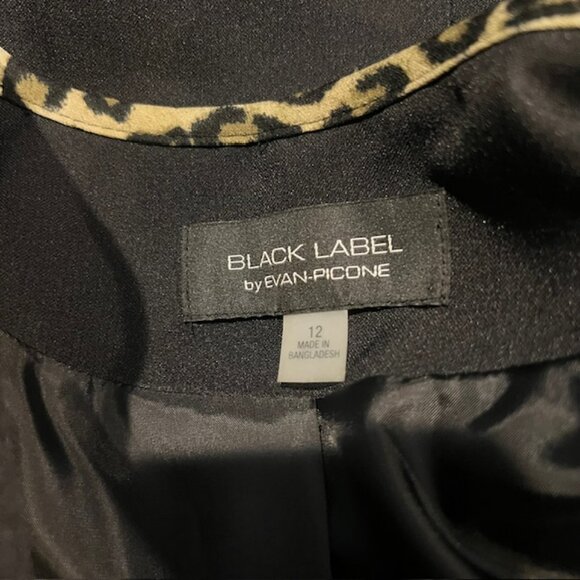 BLACK LABEL
by EVAN-PICONE
12
MADE IN
BANGLADESH